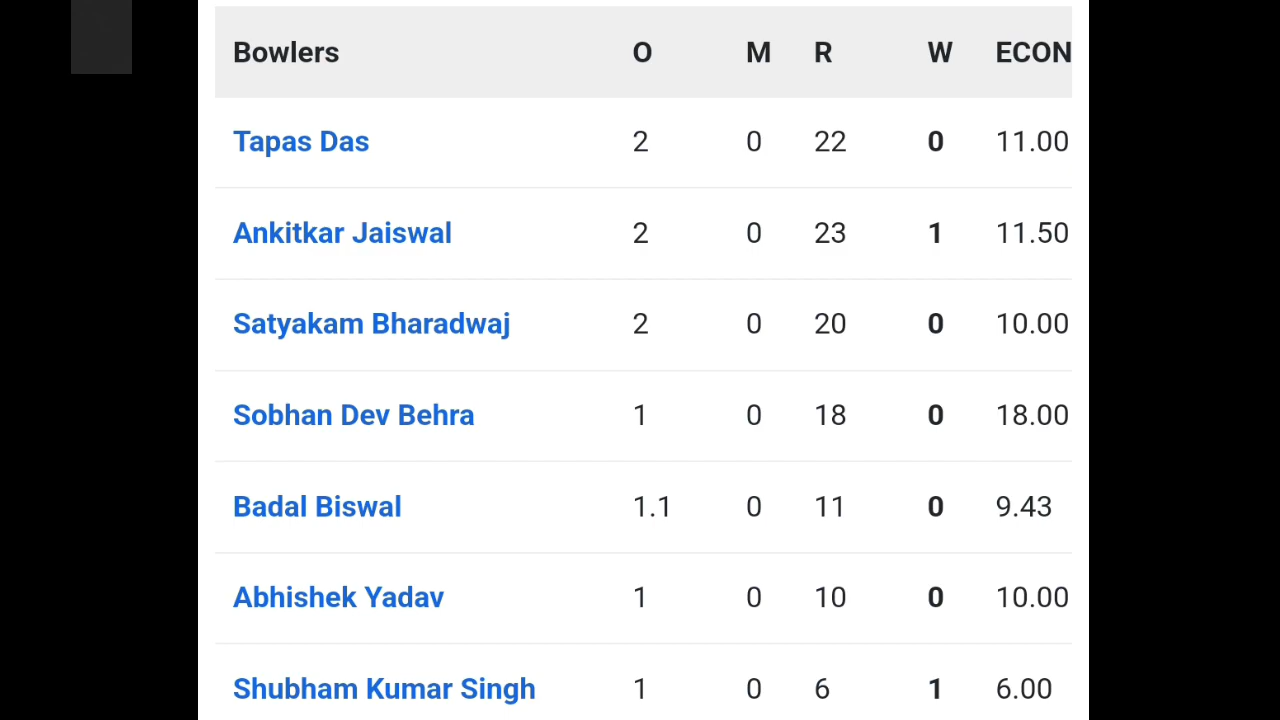 Bowlers O M R W ECON
Tapas Das 2 0 22 0 11.00
Ankitkar Jaiswal 2 0 23 1 11.50
Satyakam Bharadwaj 2 0 20 0 10.00
Sobhan Dev Behra 1 0 18 0 18.00
Badal Biswal 1.1 0 11 0 9.43
Abhishek Yadav 1 0 10 0 10.00
Shubham Kumar Singh 1 0 6 1 6.00